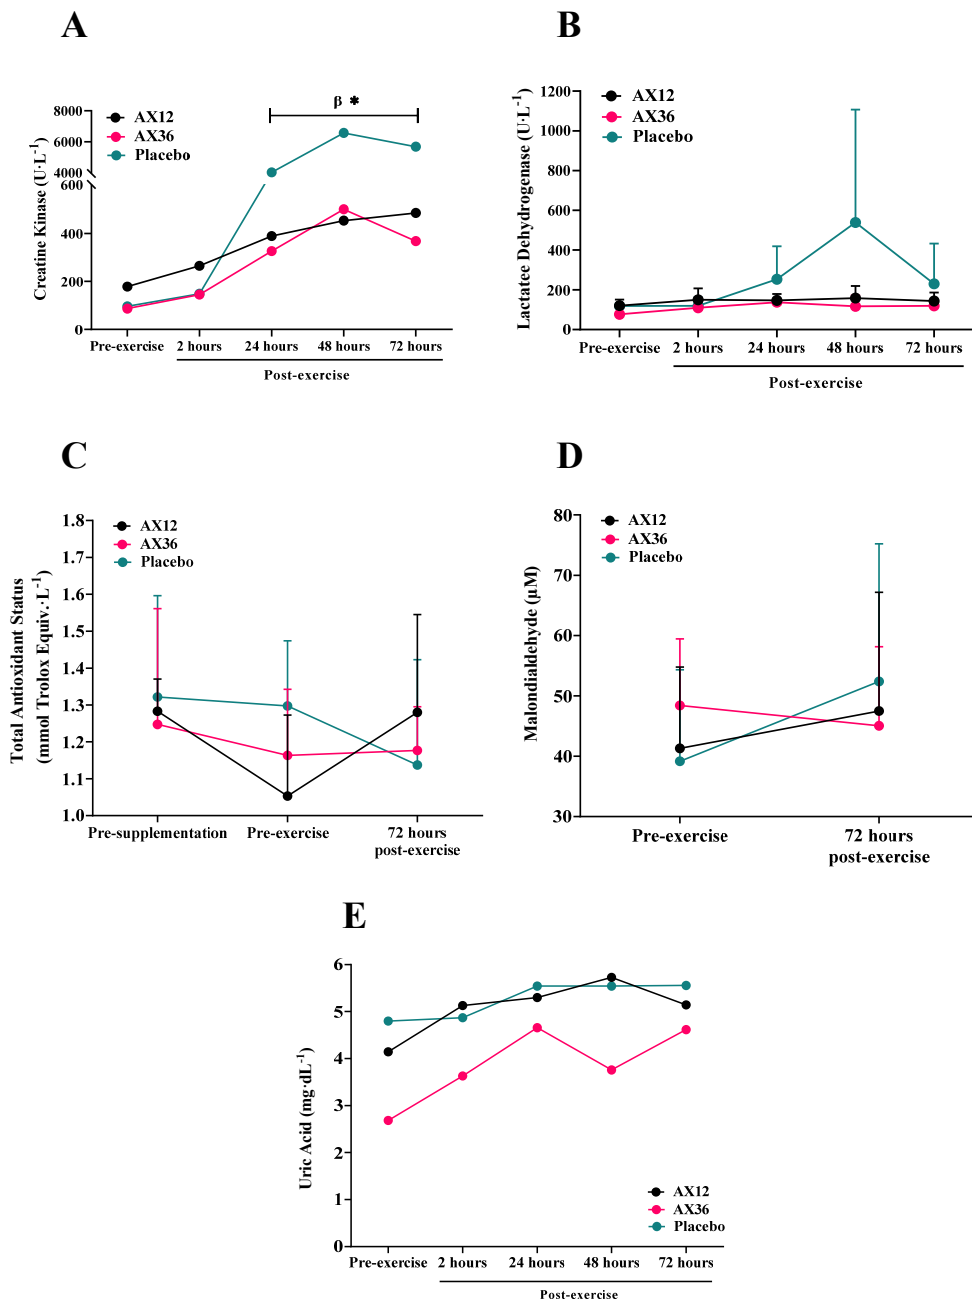 A
Creatine Kinase (U·L⁻¹)
8000
6000
4000
600
400
200
0
AX12
AX36
Placebo
β *
Pre-exercise 2 hours 24 hours 48 hours 72 hours
Post-exercise
B
Lactatee Dehydrogenase (U·L⁻¹)
1200
1000
800
600
400
200
0
AX12
AX36
Placebo
Pre-exercise 2 hours 24 hours 48 hours 72 hours
Post-exercise
C
Total Antioxidant Status
(mmol Trolox Equiv.·L⁻¹)
1.8
1.7
1.6
1.5
1.4
1.3
1.2
1.1
1.0
AX12
AX36
Placebo
Pre-supplementation Pre-exercise 72 hours
post-exercise
D
Malondialdehyde (µM)
80
70
60
50
40
30
AX12
AX36
Placebo
Pre-exercise 72 hours
post-exercise
E
Uric Acid (mg·dL⁻¹)
6
5
4
3
2
1
0
AX12
AX36
Placebo
Pre-exercise 2 hours 24 hours 48 hours 72 hours
Post-exercise